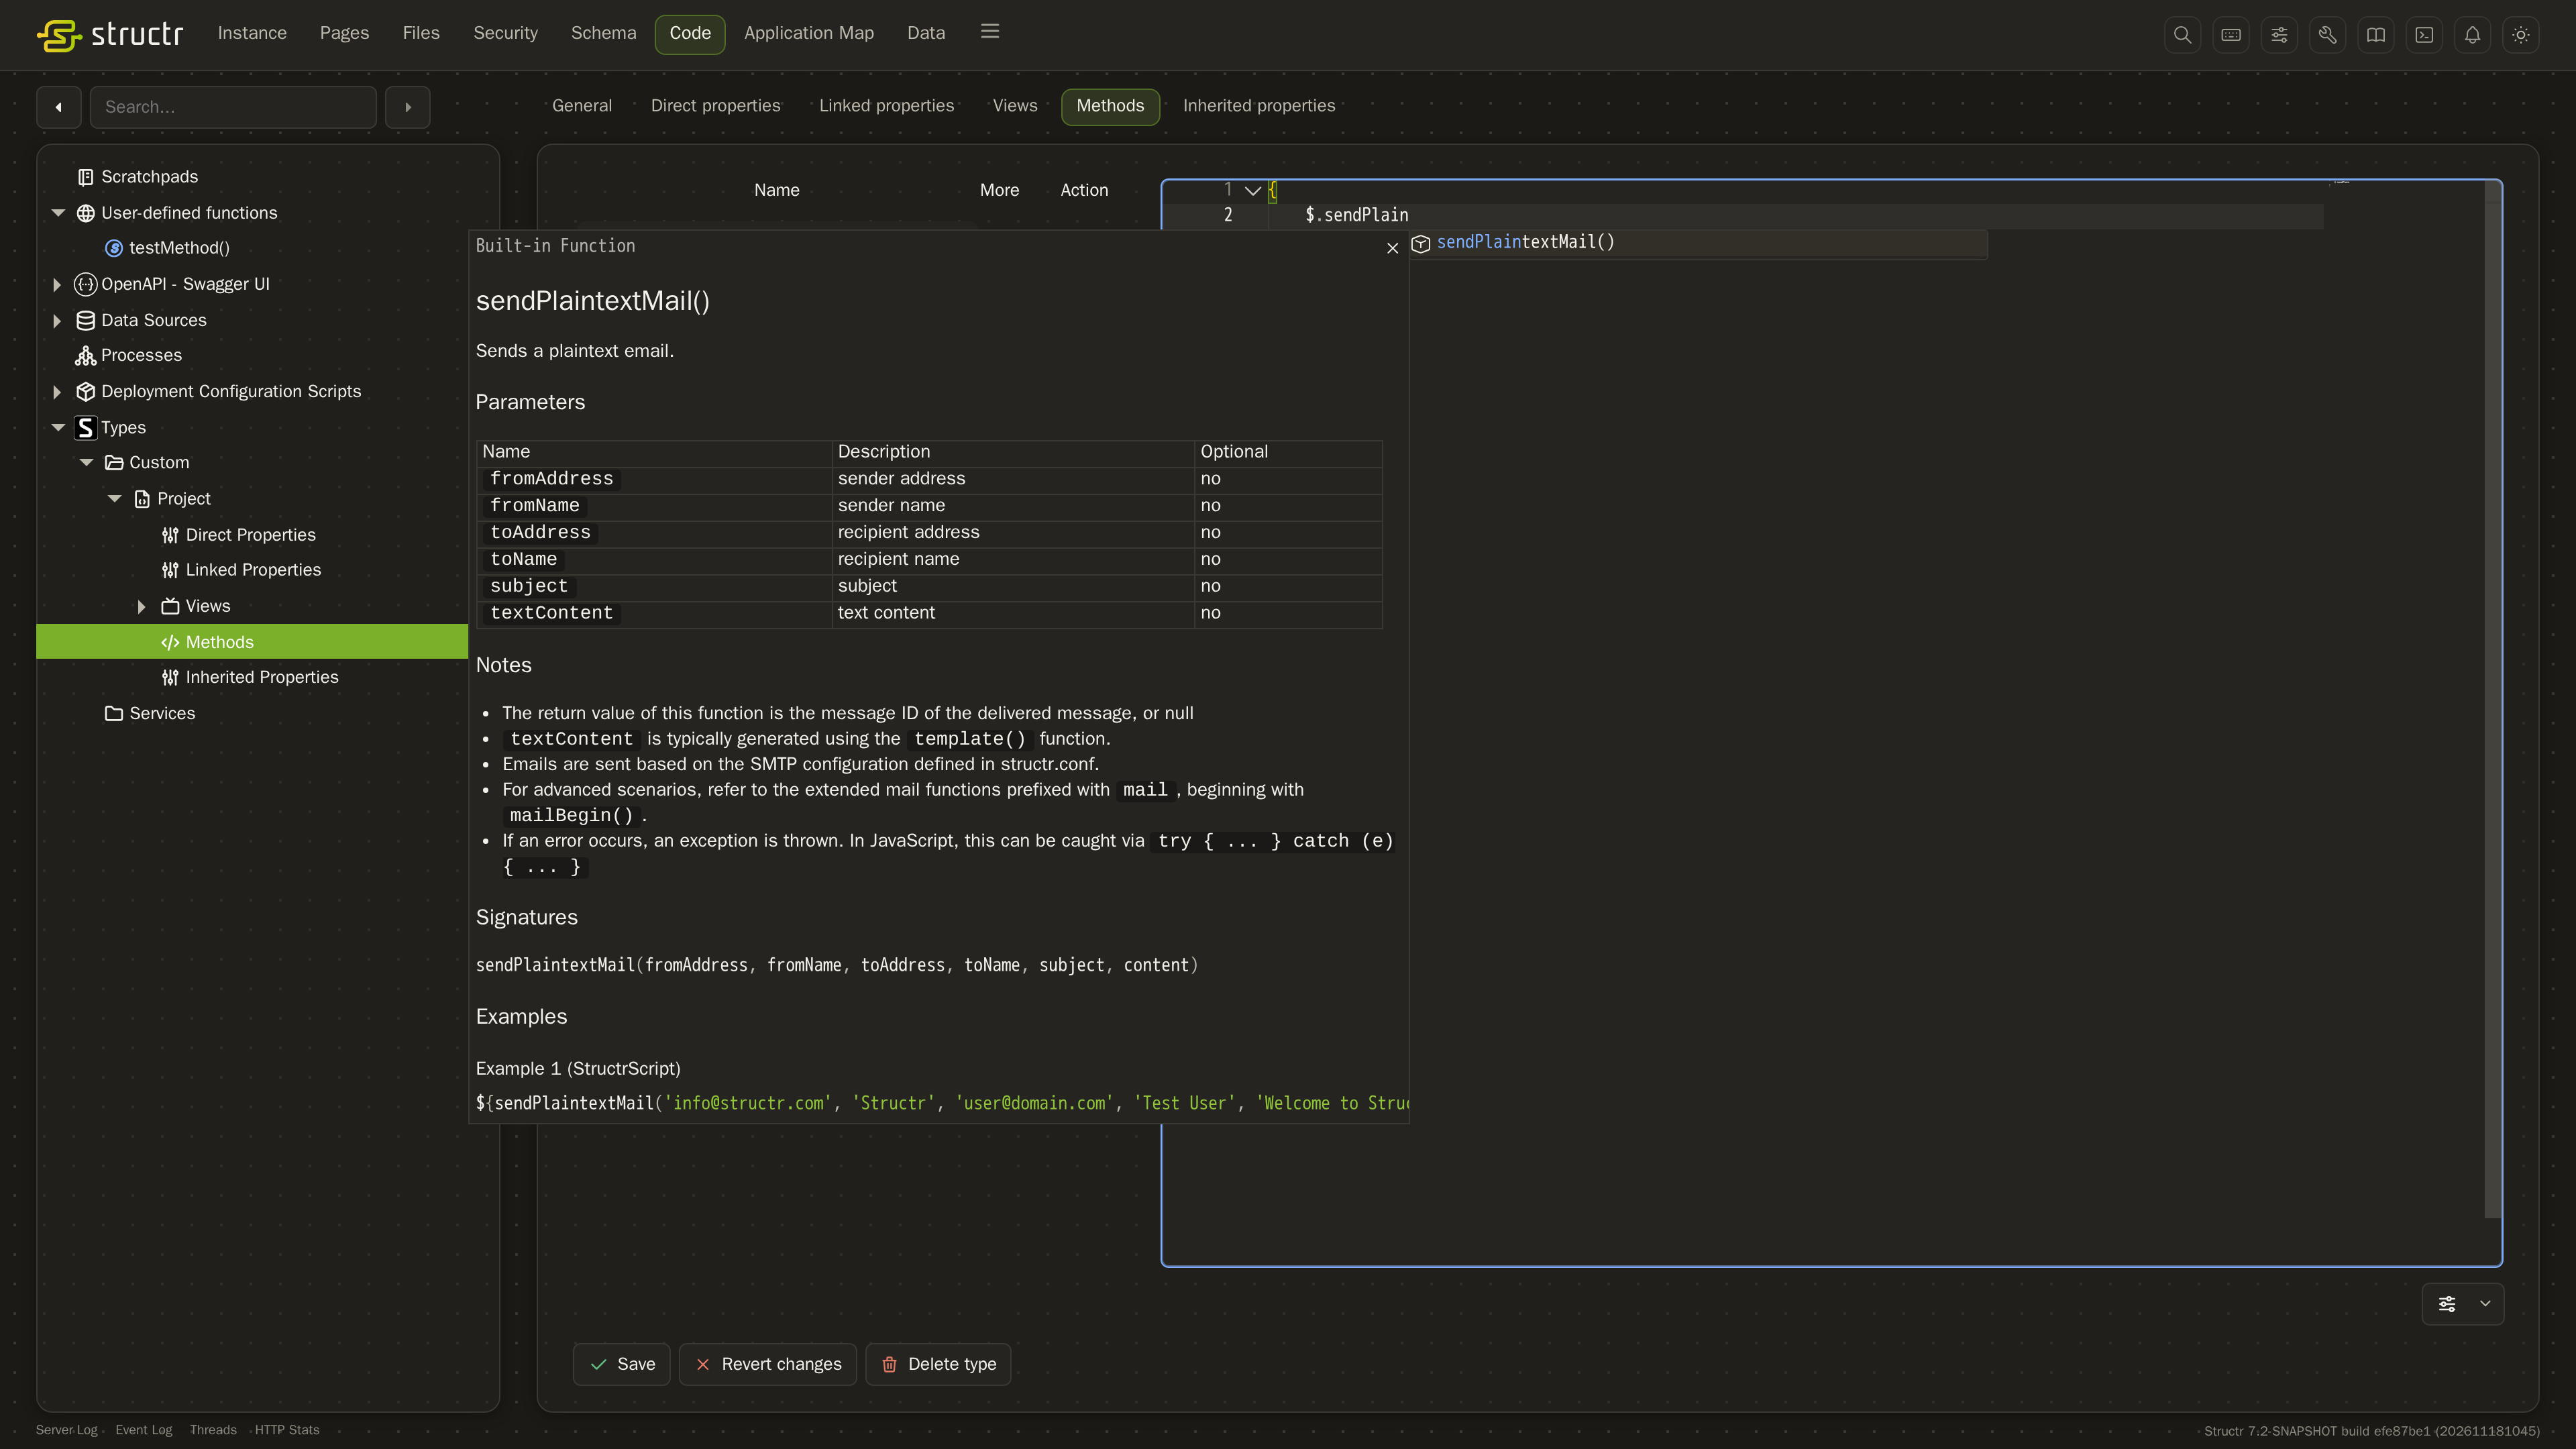 structr Instance Pages Files Security Schema Code Application Map Data
Search...
General Direct properties Linked properties Views Methods Inherited properties
Scratchpads
User-defined functions
testMethod()
OpenAPI - Swagger UI
Data Sources
Processes
Deployment Configuration Scripts
Types
Custom
Project
Direct Properties
Linked Properties
Views
Methods
Inherited Properties
Services
Name More Action
1 {
2 $.sendPlain
sendPlaintextMail()
Built-in Function
sendPlaintextMail()
Sends a plaintext email.
Parameters
Name Description Optional
fromAddress sender address no
fromName sender name no
toAddress recipient address no
toName recipient name no
subject subject no
textContent text content no
Notes
• The return value of this function is the message ID of the delivered message, or null
• textContent is typically generated using the template() function.
• Emails are sent based on the SMTP configuration defined in structr.conf.
• For advanced scenarios, refer to the extended mail functions prefixed with mail , beginning with
mailBegin() .
• If an error occurs, an exception is thrown. In JavaScript, this can be caught via try { ... } catch (e)
{ ... }
Signatures
sendPlaintextMail(fromAddress, fromName, toAddress, toName, subject, content)
Examples
Example 1 (StructrScript)
${sendPlaintextMail('info@structr.com', 'Structr', 'user@domain.com', 'Test User', 'Welcome to Struc
Save Revert changes Delete type
Server Log Event Log Threads HTTP Stats
Structr 7.2-SNAPSHOT build efe87be1 (202611181045)